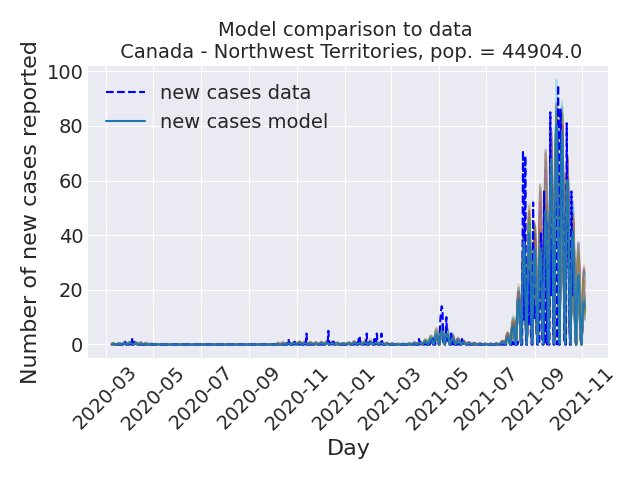 Model comparison to data
Canada - Northwest Territories, pop. = 44904.0
Number of new cases reported
100
80
60
40
20
0
new cases data
new cases model
2020-03
2020-05
2020-07
2020-09
2020-11
2021-01
2021-03
2021-05
2021-07
2021-09
2021-11
Day